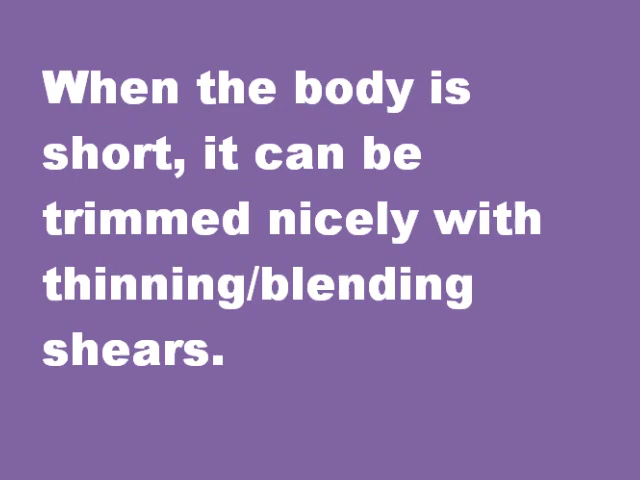 When the body is
short, it can be
trimmed nicely with
thinning/blending
shears.